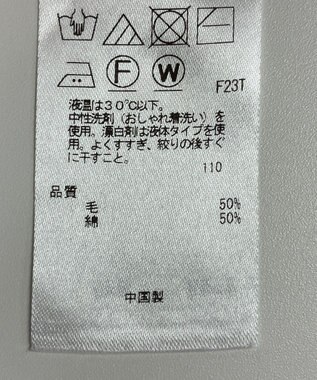 F W F23T
液温は30℃以下。
中性洗剤(おしゃれ着洗い)を
使用。漂白剤は液体タイプを使
用。よくすすぎ、絞りの後すぐ
に干すこと。
110
品質
毛 50%
綿 50%
中国製